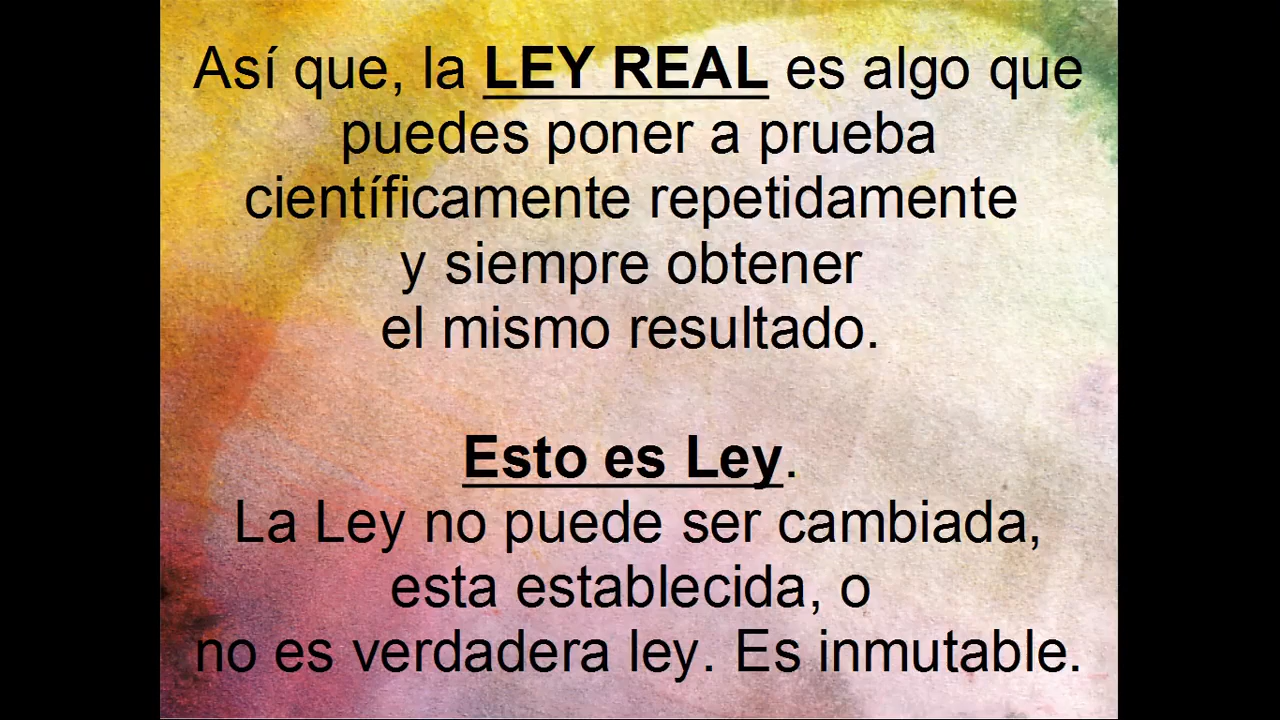 Así que, la LEY REAL es algo que
puedes poner a prueba
científicamente repetidamente
y siempre obtener
el mismo resultado.
Esto es Ley.
La Ley no puede ser cambiada,
esta establecida, o
no es verdadera ley. Es inmutable.